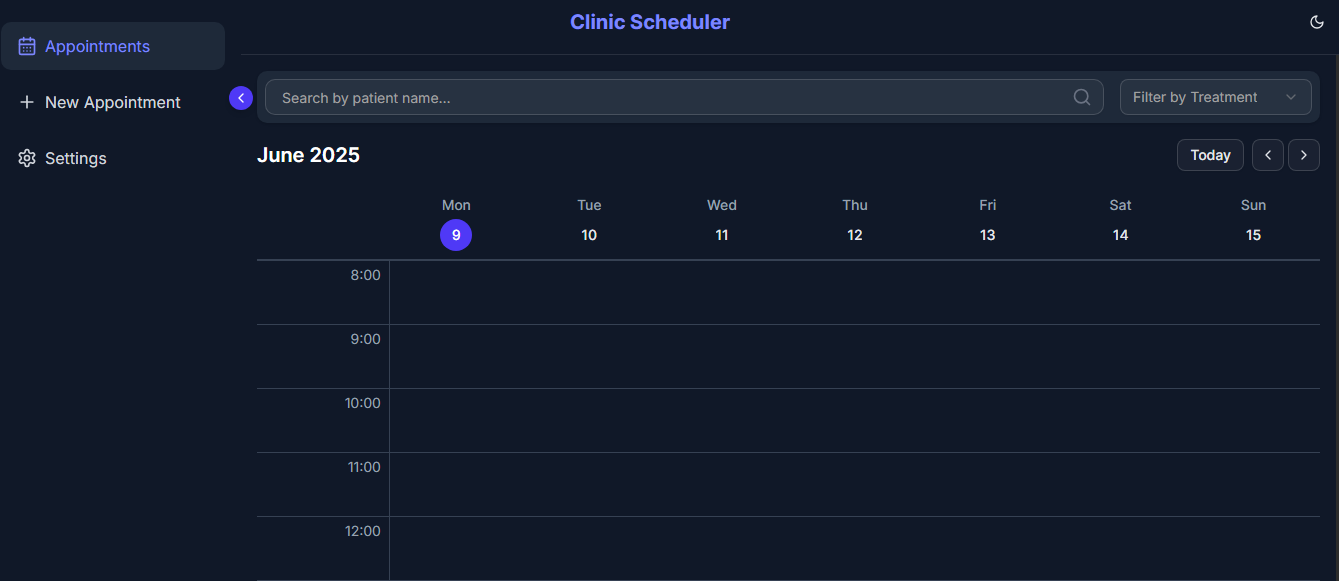 Clinic Scheduler
Appointments
New Appointment
Settings
Search by patient name...
Filter by Treatment
June 2025
Today
Mon Tue Wed Thu Fri Sat Sun
9 10 11 12 13 14 15
8:00
9:00
10:00
11:00
12:00